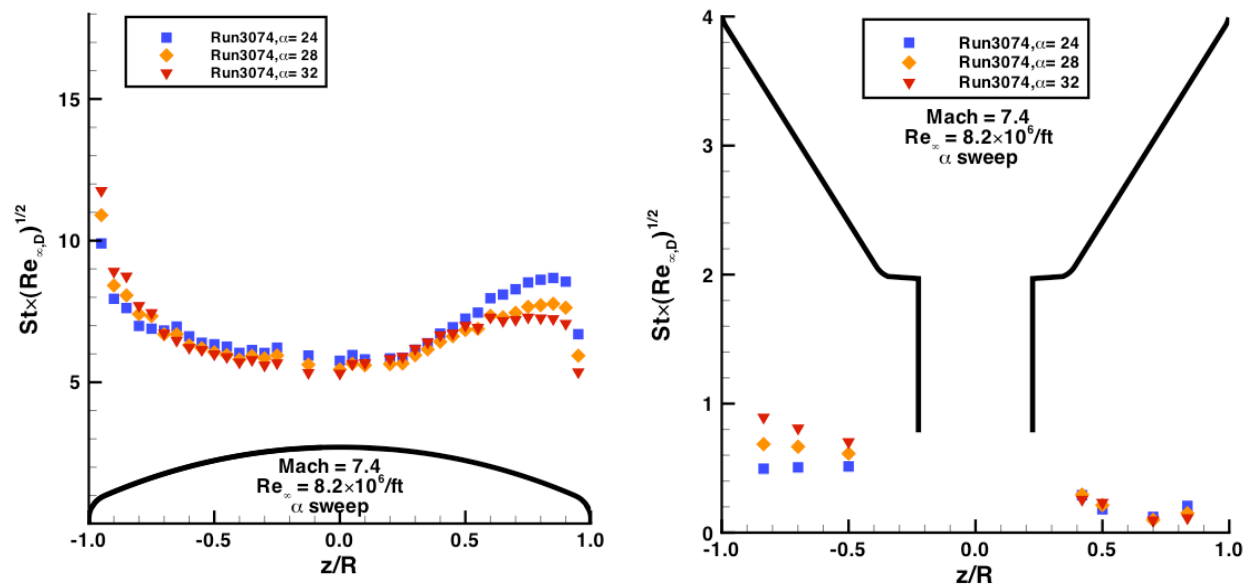 Run3074,α= 24
Run3074,α= 28
Run3074,α= 32
St×(Re∞,D)1/2
15
10
5
Mach = 7.4
Re∞ = 8.2×10⁶/ft
α sweep
-1.0
-0.5
0.0
0.5
1.0
z/R
Run3074,α= 24
Run3074,α= 28
Run3074,α= 32
Mach = 7.4
Re∞ = 8.2×10⁶/ft
α sweep
St×(Re∞,D)1/2
4
3
2
1
0
-1.0
-0.5
0.0
0.5
1.0
z/R